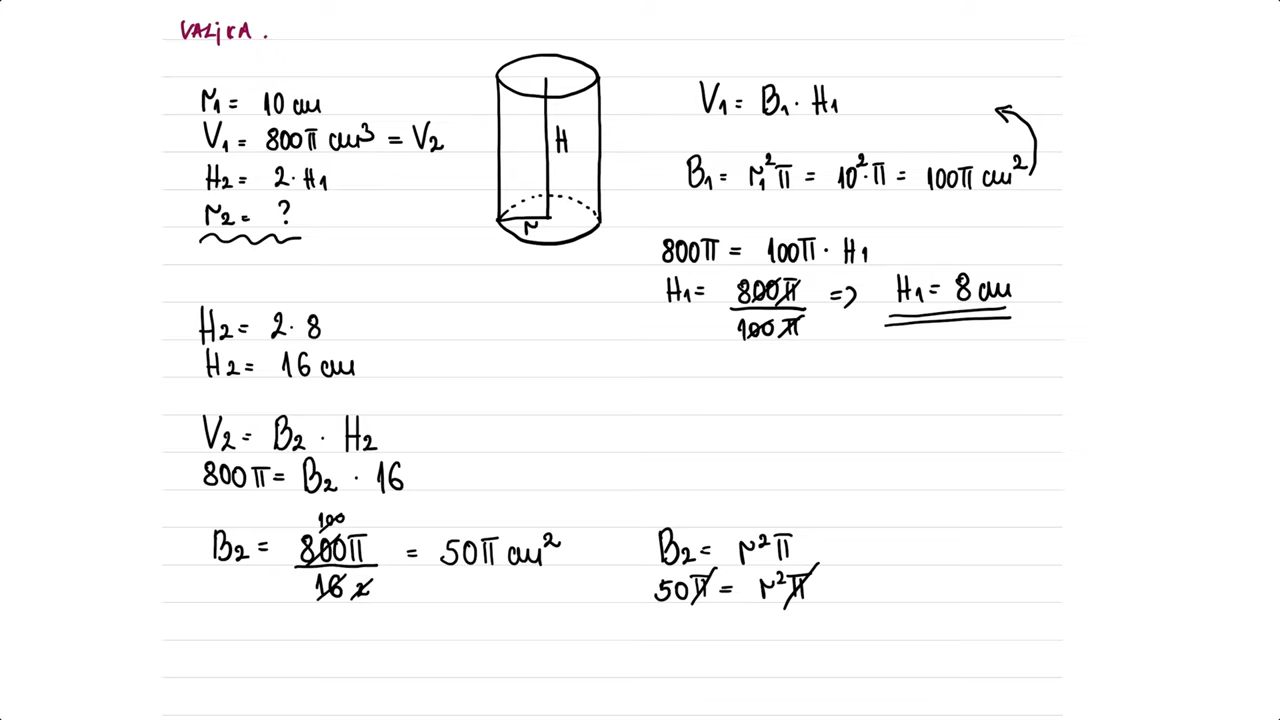 VALJKA.
r₁ = 10 cm
V₁ = 800π cm³ = V₂
H₂ = 2 · H₁
r₂ = ?
H
r
V₁ = B₁ · H₁
B₁ = r₁²π = 10² · π = 100π cm²
800π = 100π · H₁
H₁ = 800π / 100π => H₁ = 8 cm
H₂ = 2 · 8
H₂ = 16 cm
V₂ = B₂ · H₂
800π = B₂ · 16
100
B₂ = 800π / 16 2 = 50π cm²
B₂ = r²π
50π = r²π